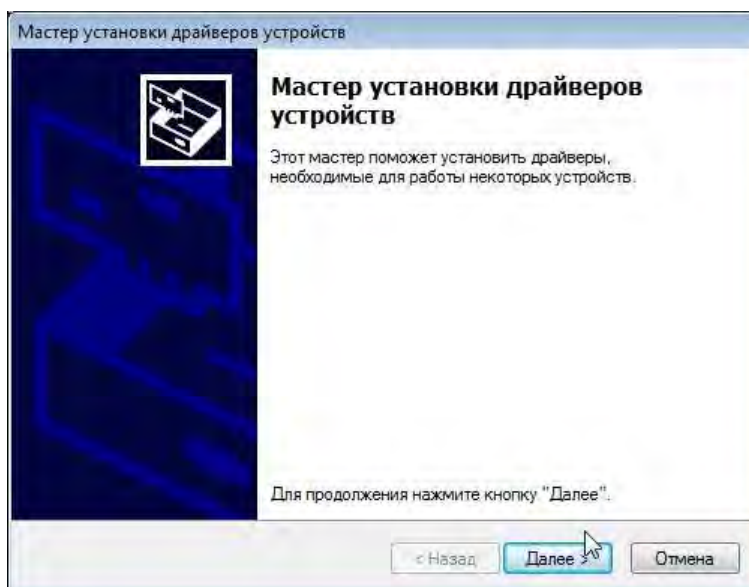 Мастер установки драйверов устройств
Мастер установки драйверов
устройств
Этот мастер поможет установить драйверы,
необходимые для работы некоторых устройств.
Для продолжения нажмите кнопку "Далее".
< Назад
Далее >
Отмена